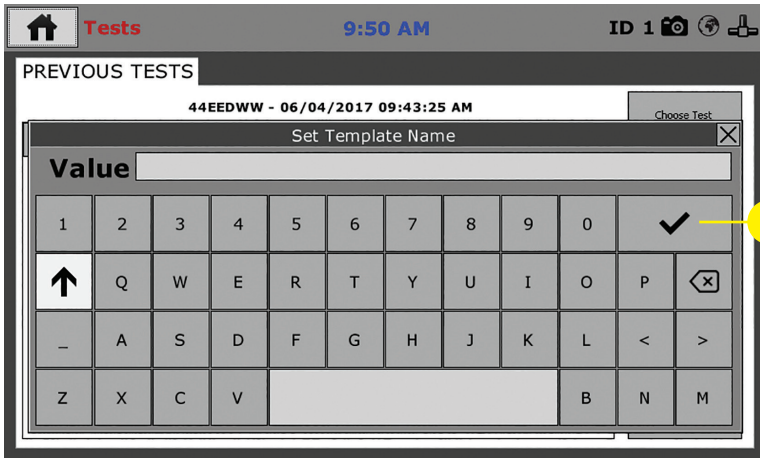 Tests 9:50 AM ID 1
PREVIOUS TESTS
44EEDWW - 06/04/2017 09:43:25 AM
Choose Test
Set Template Name
Value
1 2 3 4 5 6 7 8 9 0
Q W E R T Y U I O P
_ A S D F G H J K L < >
Z X C V B N M